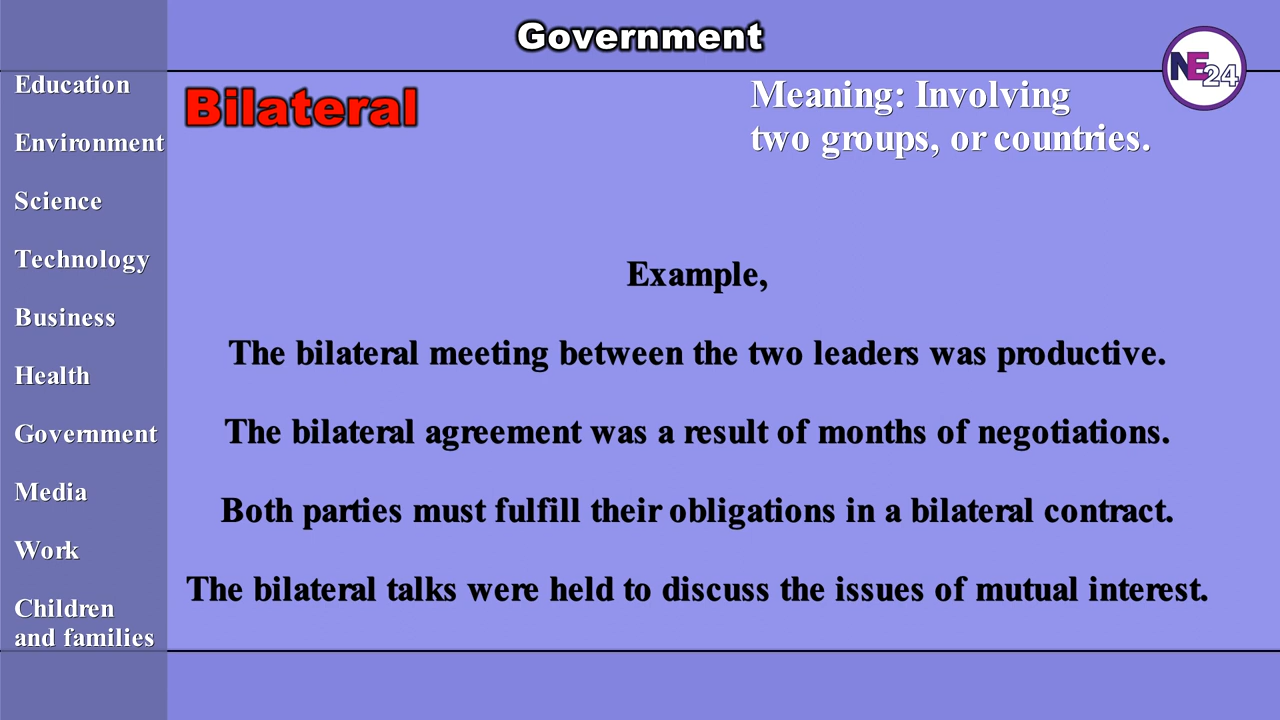 Government
NE24
Education
Environment
Science
Technology
Business
Health
Government
Media
Work
Children
and families
Bilateral
Meaning: Involving
two groups, or countries.
Example,
The bilateral meeting between the two leaders was productive.
The bilateral agreement was a result of months of negotiations.
Both parties must fulfill their obligations in a bilateral contract.
The bilateral talks were held to discuss the issues of mutual interest.